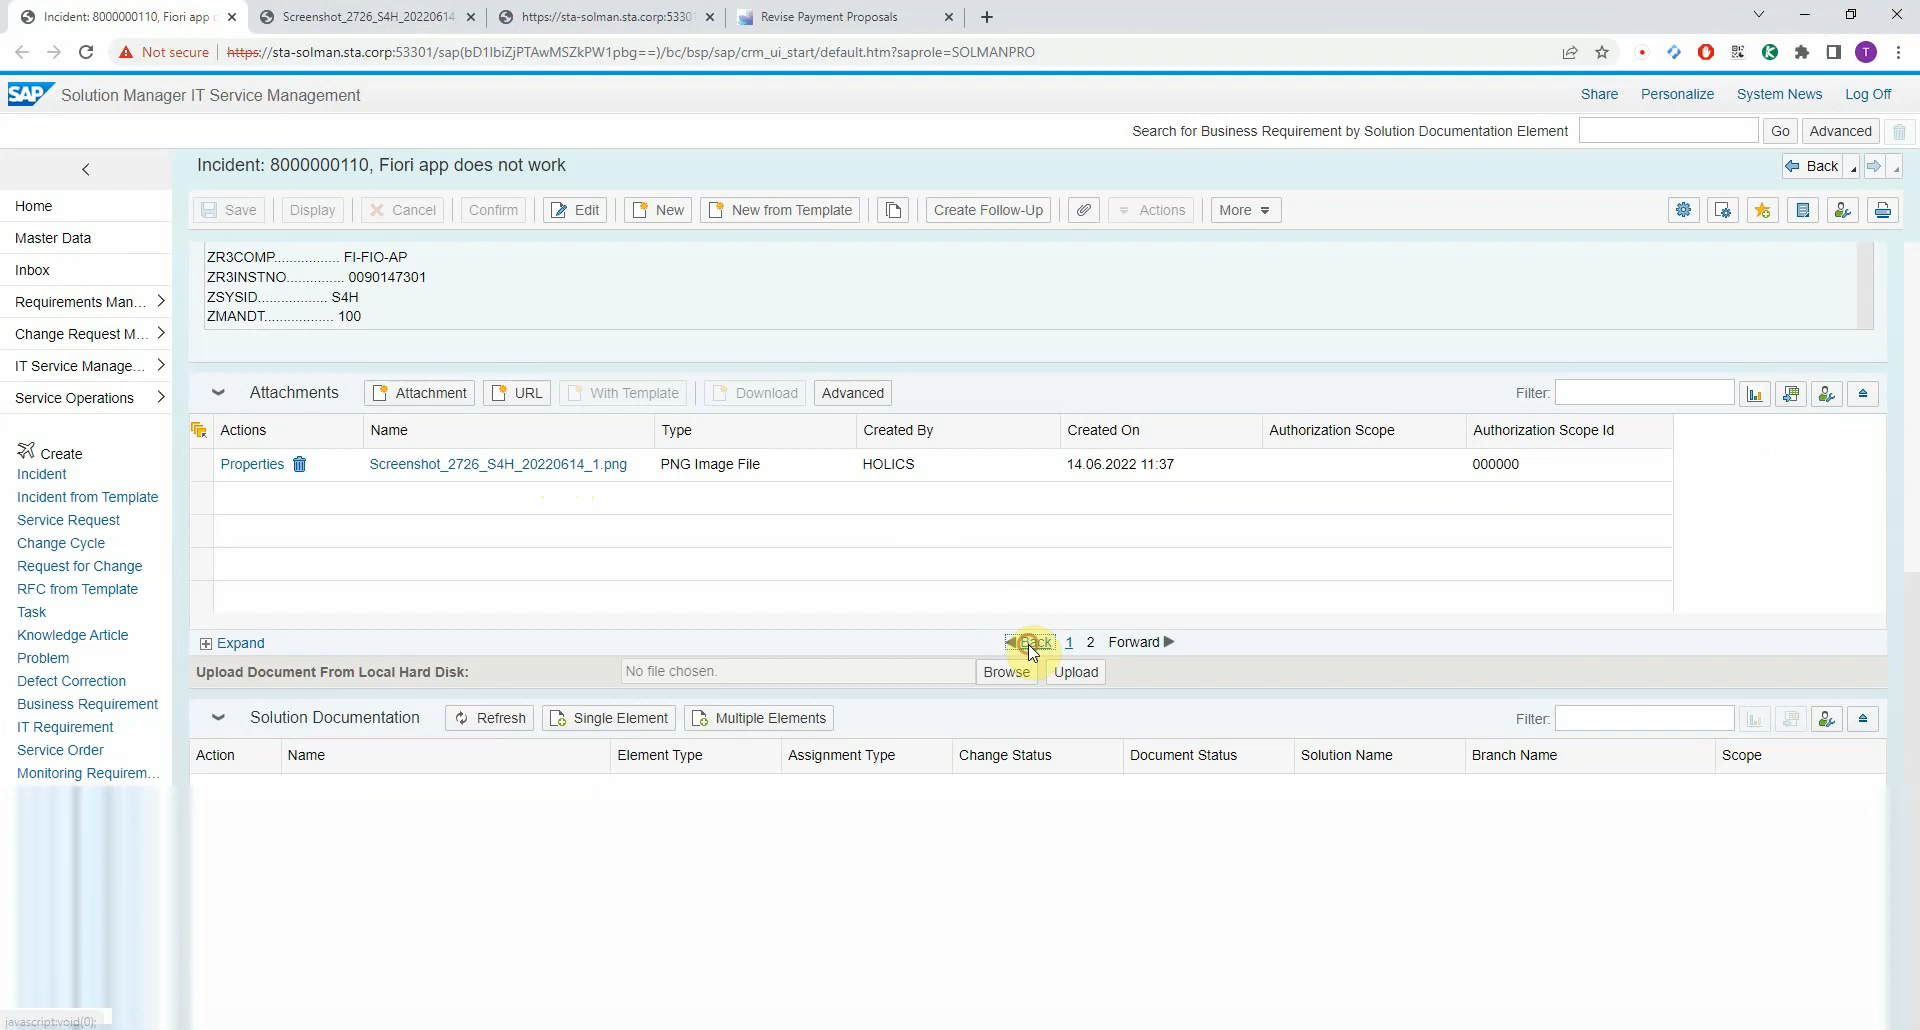 Incident: 8000000110, Fiori app d
Screenshot_2726_S4H_20220614
https://sta-solman.sta.corp:5330
Revise Payment Proposals
Not secure
https://sta-solman.sta.corp:53301/sap(bD1lbiZjPTAwMSZkPW1pbg==)/bc/bsp/sap/crm_ui_start/default.htm?saprole=SOLMANPRO
T
SAP Solution Manager IT Service Management
Share Personalize System News Log Off
Search for Business Requirement by Solution Documentation Element Go Advanced
Incident: 8000000110, Fiori app does not work
Back
Save Display Cancel Confirm Edit New New from Template Create Follow-Up Actions More
Home
Master Data
Inbox
Requirements Man...
Change Request M...
IT Service Manage...
Service Operations
Create
Incident
Incident from Template
Service Request
Change Cycle
Request for Change
RFC from Template
Task
Knowledge Article
Problem
Defect Correction
Business Requirement
IT Requirement
Service Order
Monitoring Requirem...
ZR3COMP................. FI-FIO-AP
ZR3INSTNO............... 0090147301
ZSYSID.................. S4H
ZMANDT.................. 100
Attachments Attachment URL With Template Download Advanced Filter:
Actions Name Type Created By Created On Authorization Scope Authorization Scope Id
Properties Screenshot_2726_S4H_20220614_1.png PNG Image File HOLICS 14.06.2022 11:37 000000
Expand Back 1 2 Forward
Upload Document From Local Hard Disk: No file chosen. Browse Upload
Solution Documentation Refresh Single Element Multiple Elements Filter:
Action Name Element Type Assignment Type Change Status Document Status Solution Name Branch Name Scope
javascript:void(0);